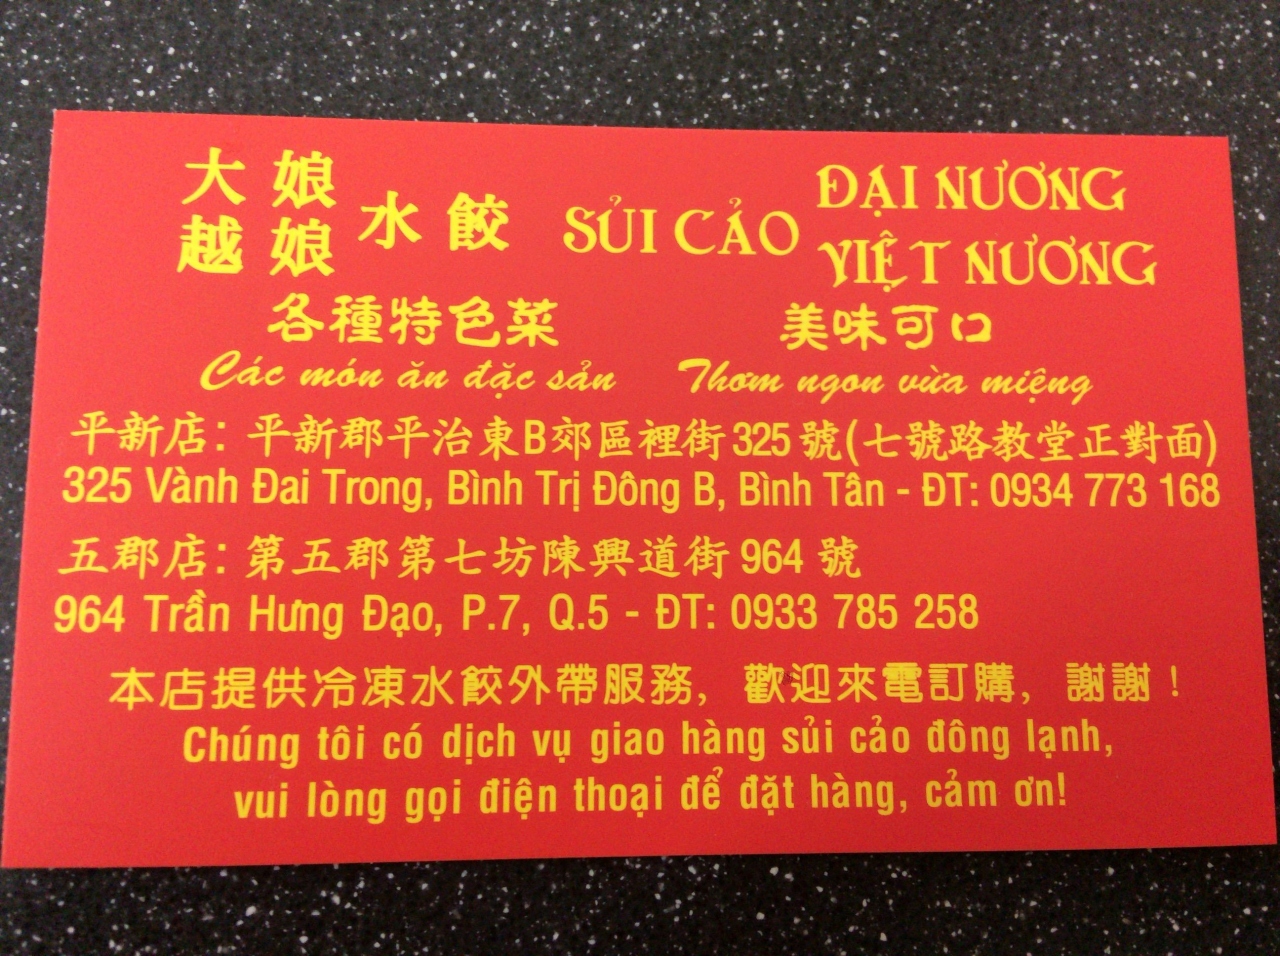 大娘 水餃 SỦI CẢO ĐẠI NƯƠNG
越娘 VIỆT NƯƠNG
各種特色菜 美味可口
Các món ăn đặc sản Thơm ngon vừa miệng
平新店：平新郡平治東B郊區裡街325號(七號路教堂正對面)
325 Vành Đai Trong, Bình Trị Đông B, Bình Tân - ĐT: 0934 773 168
五郡店：第五郡第七坊陳興道街964 號
964 Trần Hưng Đạo, P.7, Q.5 - ĐT: 0933 785 258
本店提供冷凍水餃外帶服務，歡迎來電訂購，謝謝！
Chúng tôi có dịch vụ giao hàng sủi cảo đông lạnh,
vui lòng gọi điện thoại để đặt hàng, cảm ơn!